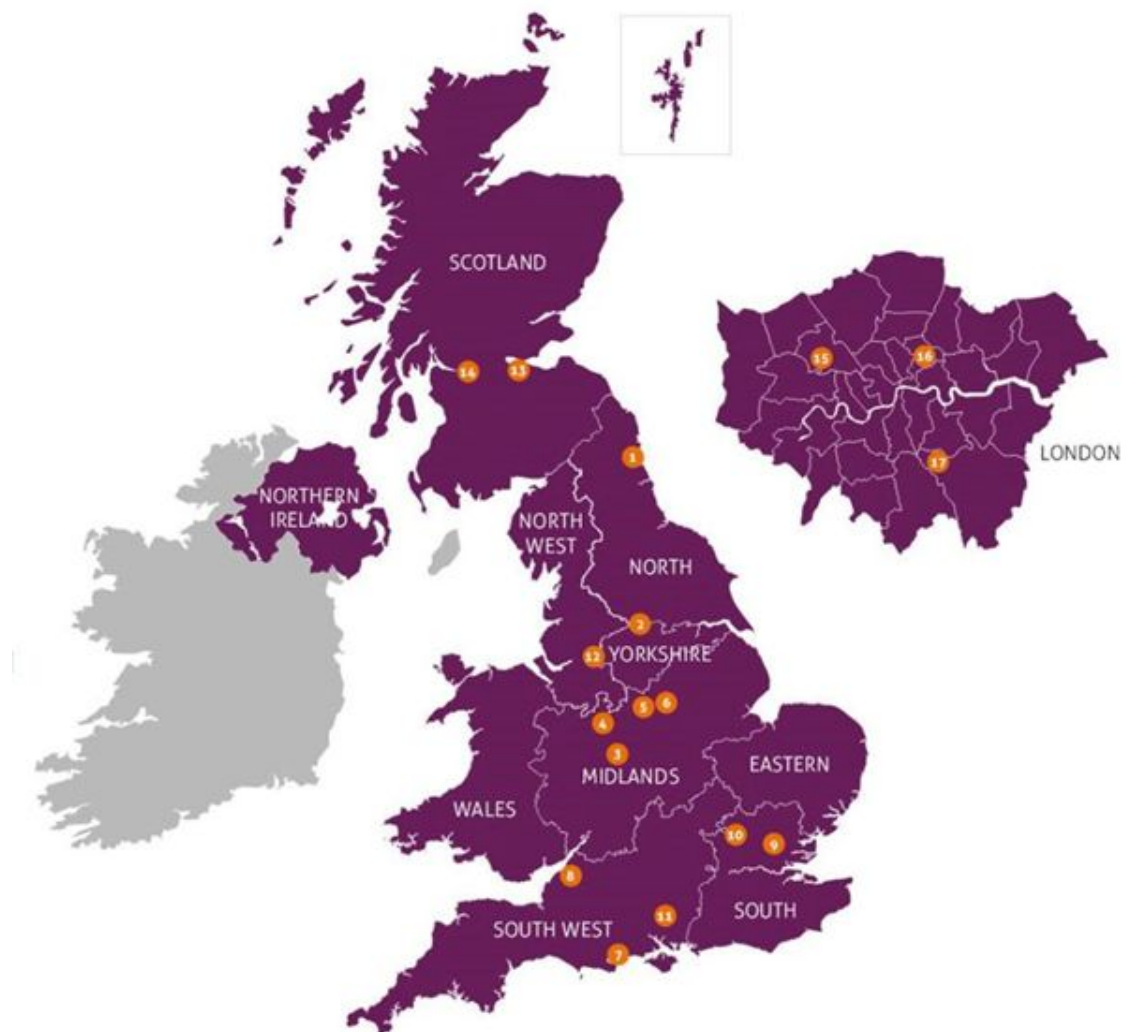 SCOTLAND
14
13
15
16
17
LONDON
1
NORTHERN
IRELAND
NORTH
WEST
NORTH
2
12
YORKSHIRE
5
6
4
3
MIDLANDS
EASTERN
WALES
10
9
8
SOUTH WEST
11
SOUTH
7